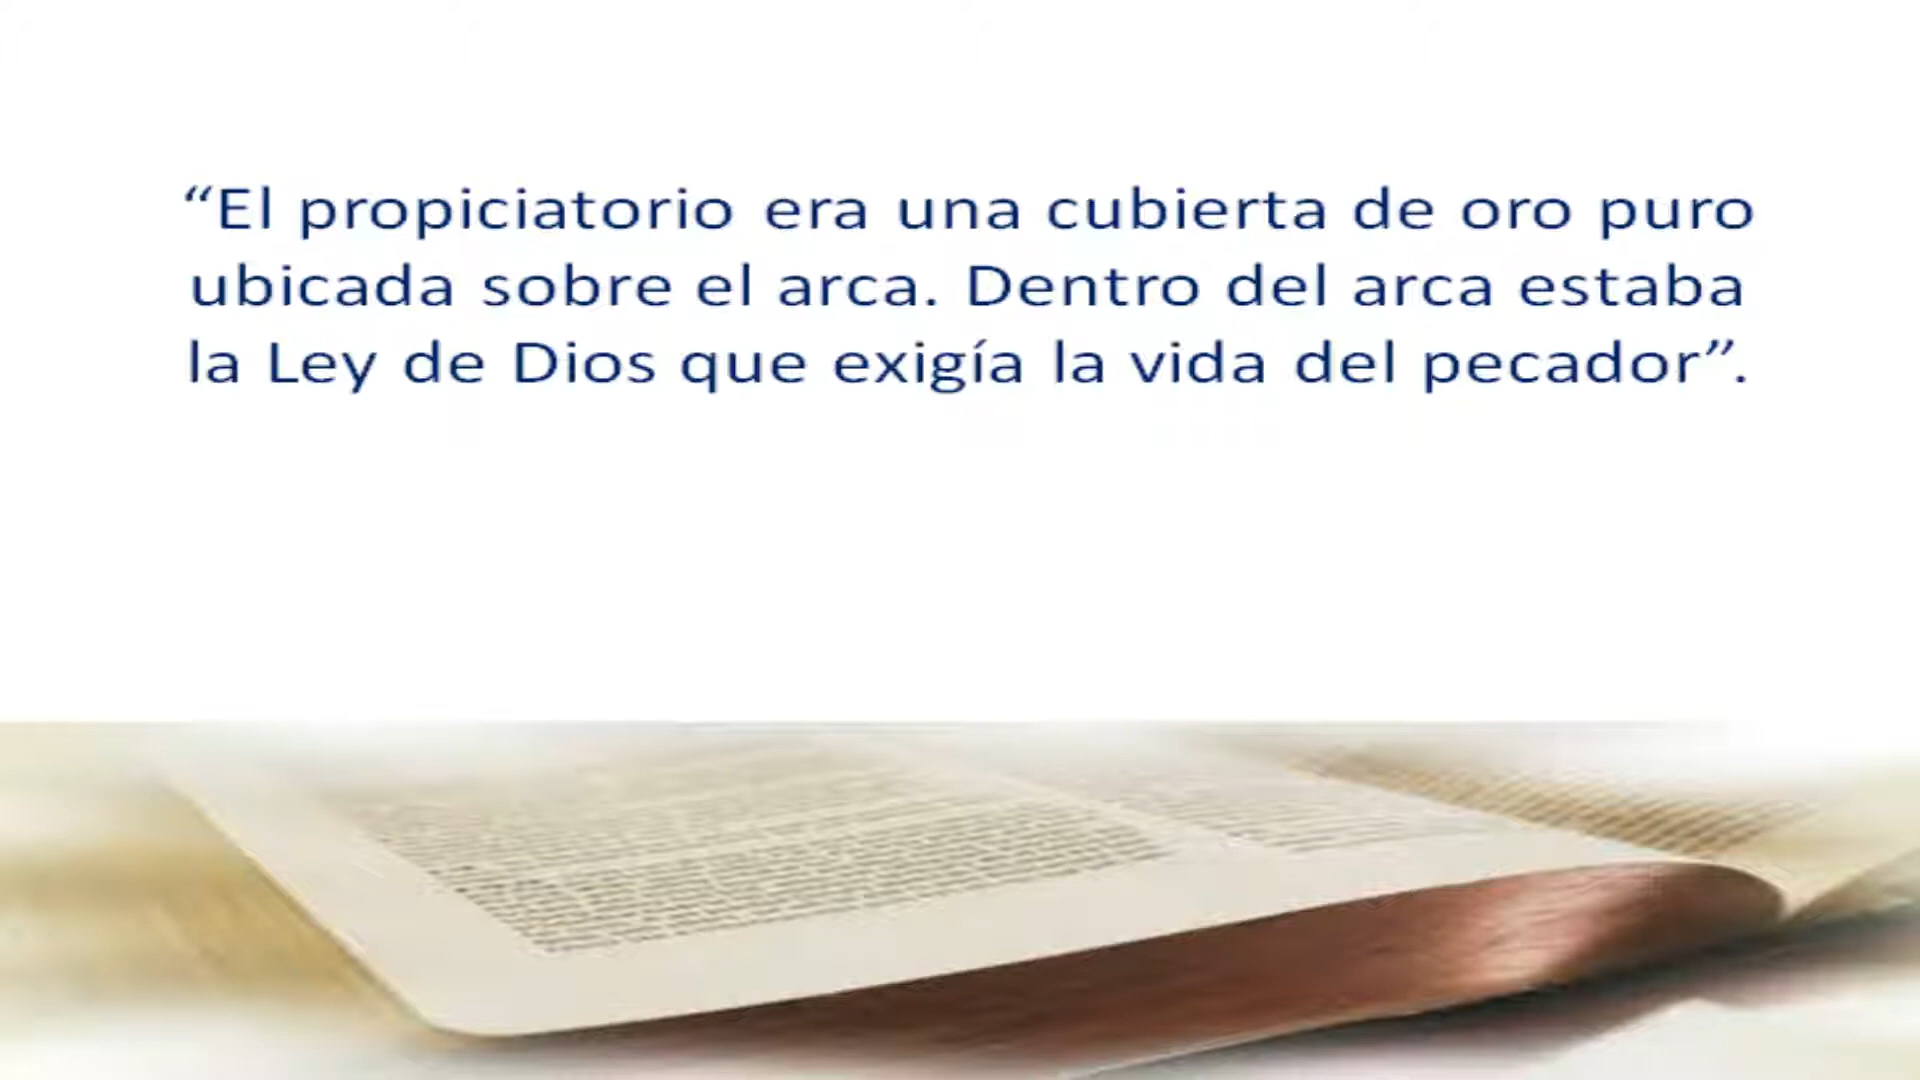 “El propiciatorio era una cubierta de oro puro
ubicada sobre el arca. Dentro del arca estaba
la Ley de Dios que exigía la vida del pecador”.